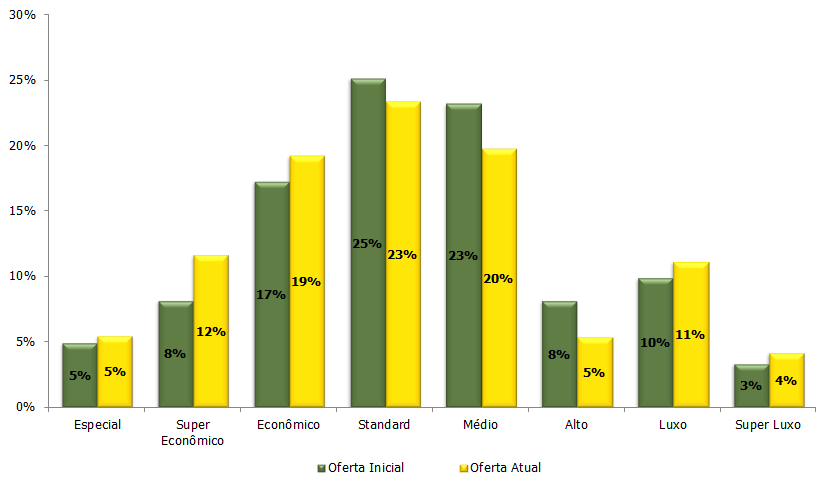 30%
25%
20%
15%
10%
5%
0%
5%
5%
8%
12%
17%
19%
25%
23%
23%
20%
8%
5%
10%
11%
3%
4%
Especial
Super
Econômico
Econômico
Standard
Médio
Alto
Luxo
Super Luxo
Oferta Inicial
Oferta Atual